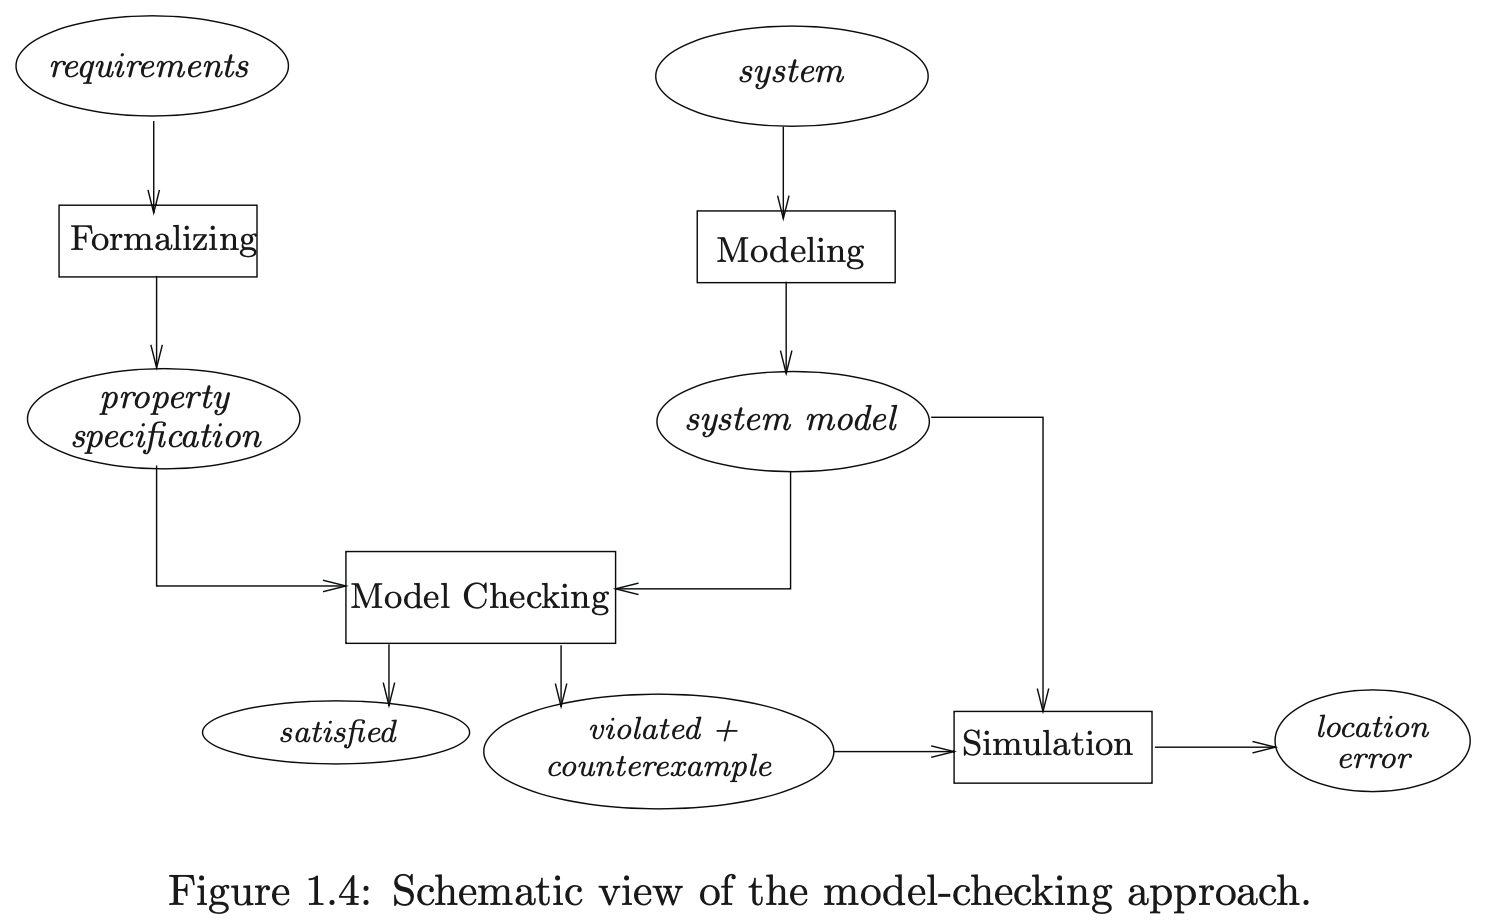 requirements
system
Formalizing
Modeling
property
specification
system model
Model Checking
satisfied
violated +
counterexample
Simulation
location
error
Figure 1.4: Schematic view of the model-checking approach.